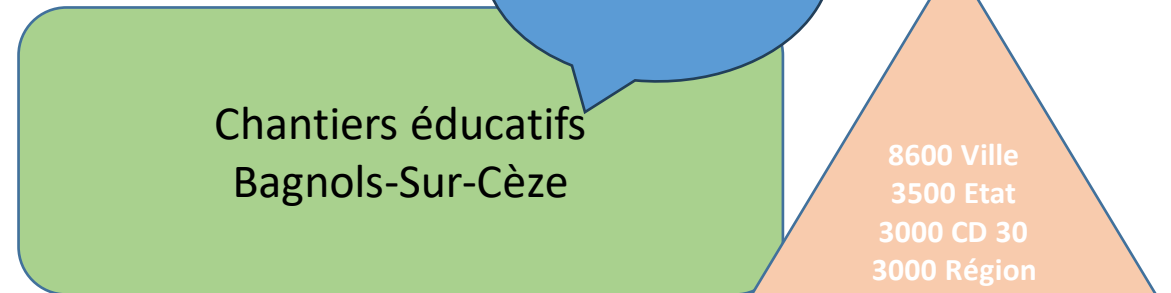 Chantiers éducatifs
Bagnols-Sur-Cèze
8600 Ville
3500 Etat
3000 CD 30
3000 Région